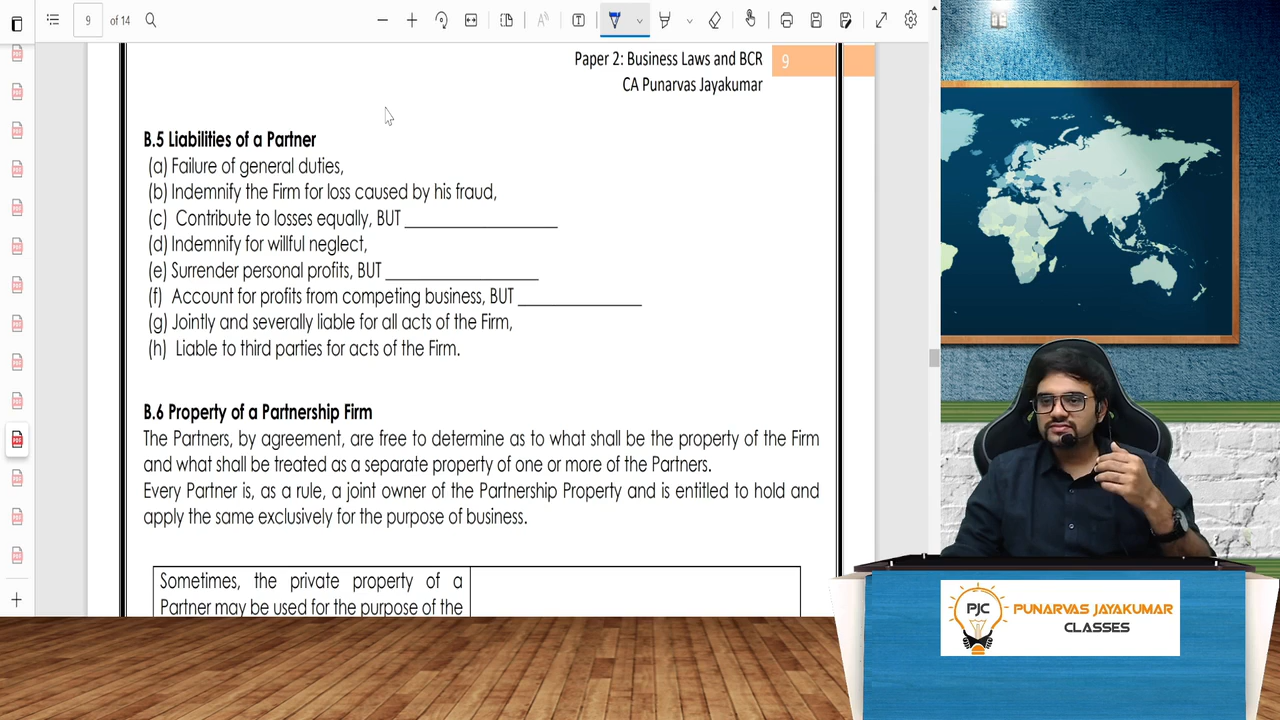 9
of 14
Paper 2: Business Laws and BCR
9
CA Punarvas Jayakumar
B.5 Liabilities of a Partner
(a) Failure of general duties,
(b) Indemnify the Firm for loss caused by his fraud,
(c) Contribute to losses equally, BUT ____________________
(d) Indemnify for willful neglect,
(e) Surrender personal profits, BUT ____________________
(f) Account for profits from competing business, BUT ________________
(g) Jointly and severally liable for all acts of the Firm,
(h) Liable to third parties for acts of the Firm.
B.6 Property of a Partnership Firm
The Partners, by agreement, are free to determine as to what shall be the property of the Firm
and what shall be treated as a separate property of one or more of the Partners.
Every Partner is, as a rule, a joint owner of the Partnership Property and is entitled to hold and
apply the same exclusively for the purpose of business.
Sometimes, the private property of a
Partner may be used for the purpose of the
PJC
PUNARVAS JAYAKUMAR
CLASSES